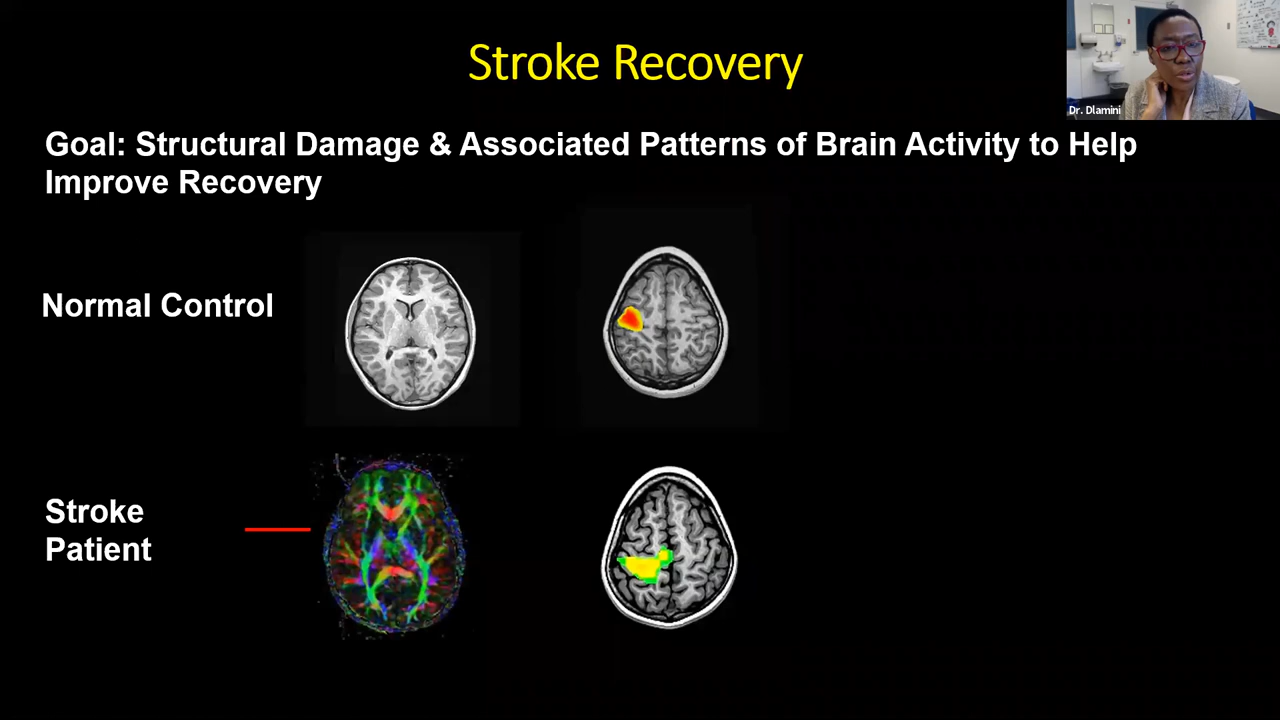 Stroke Recovery
Dr. Dlamini
Goal: Structural Damage & Associated Patterns of Brain Activity to Help
Improve Recovery
Normal Control
Stroke
Patient